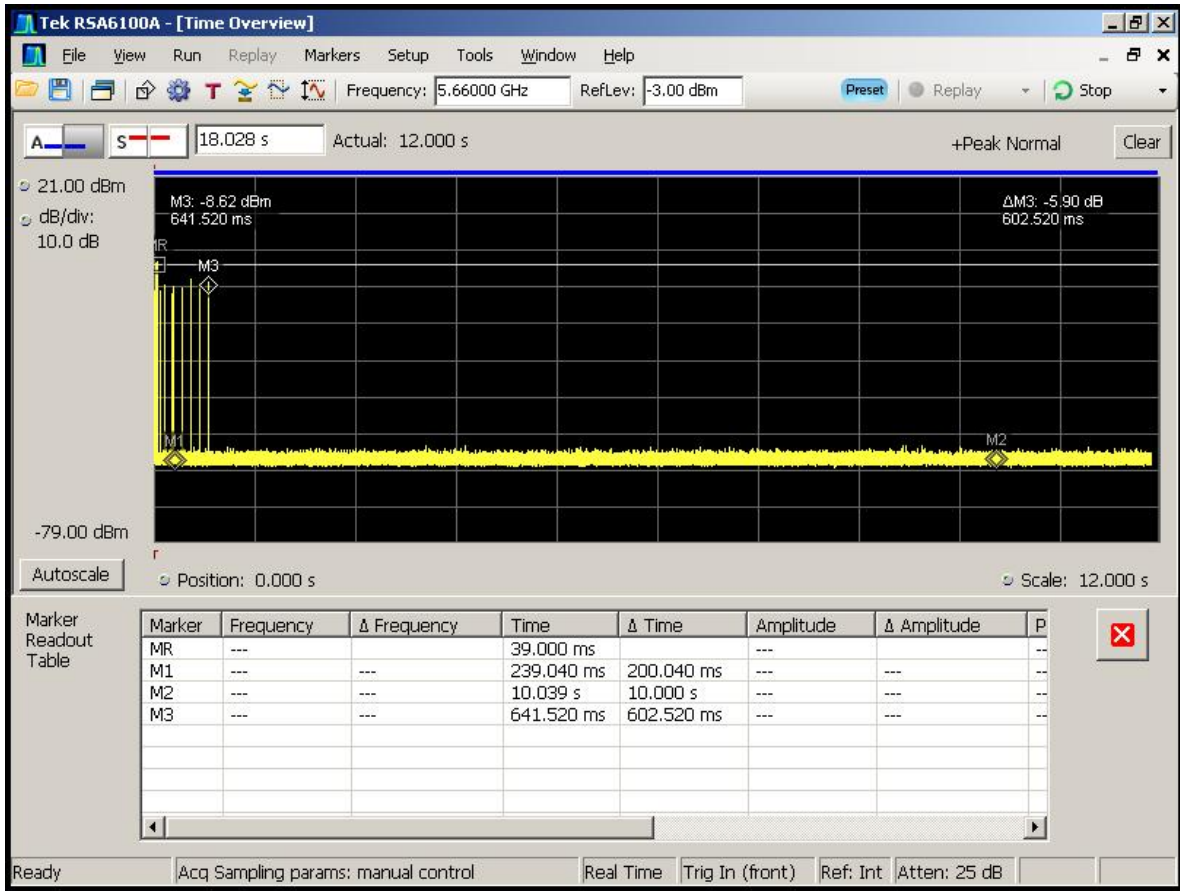 Tek RSA6100A - [Time Overview]
File View Run Replay Markers Setup Tools Window Help
T Frequency: 5.66000 GHz RefLev: -3.00 dBm Preset Replay Stop
A S 18.028 s Actual: 12.000 s +Peak Normal Clear
21.00 dBm
dB/div:
10.0 dB
M3: -8.62 dBm
641.520 ms
ΔM3: -5.90 dB
602.520 ms
MR
M3
M1
M2
-79.00 dBm
r
Autoscale Position: 0.000 s Scale: 12.000 s
Marker
Readout
Table
Marker Frequency Δ Frequency Time Δ Time Amplitude Δ Amplitude P
MR --- 39.000 ms ---  --
M1 --- --- 239.040 ms 200.040 ms --- --- --
M2 --- --- 10.039 s 10.000 s --- --- --
M3 --- --- 641.520 ms 602.520 ms --- --- --
Ready Acq Sampling params: manual control Real Time Trig In (front) Ref: Int Atten: 25 dB